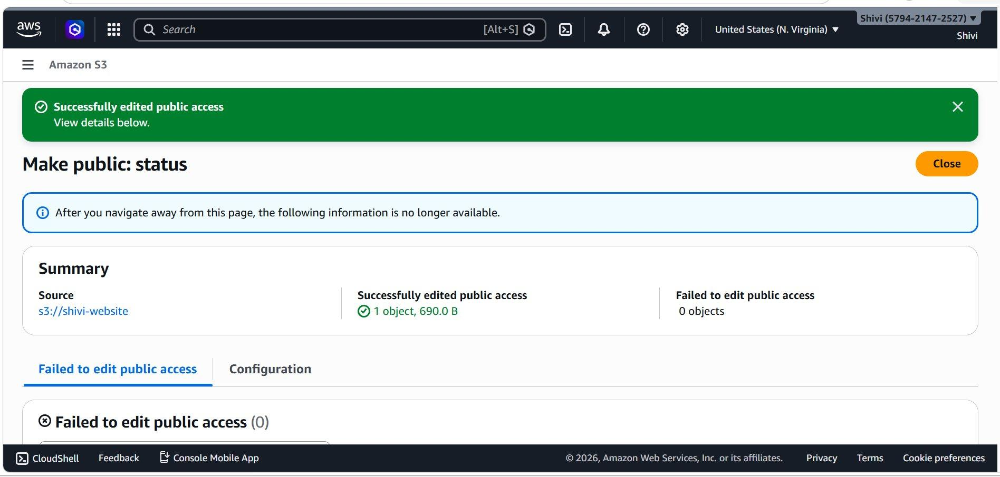 aws
Search
[Alt+S]
United States (N. Virginia)
Shivi (5794-2147-2527)
Shivi
Amazon S3
Successfully edited public access
View details below.
Make public: status
Close
After you navigate away from this page, the following information is no longer available.
Summary
Source
s3://shivi-website
Successfully edited public access
1 object, 690.0 B
Failed to edit public access
0 objects
Failed to edit public access
Configuration
Failed to edit public access (0)
CloudShell
Feedback
Console Mobile App
© 2026, Amazon Web Services, Inc. or its affiliates.
Privacy
Terms
Cookie preferences